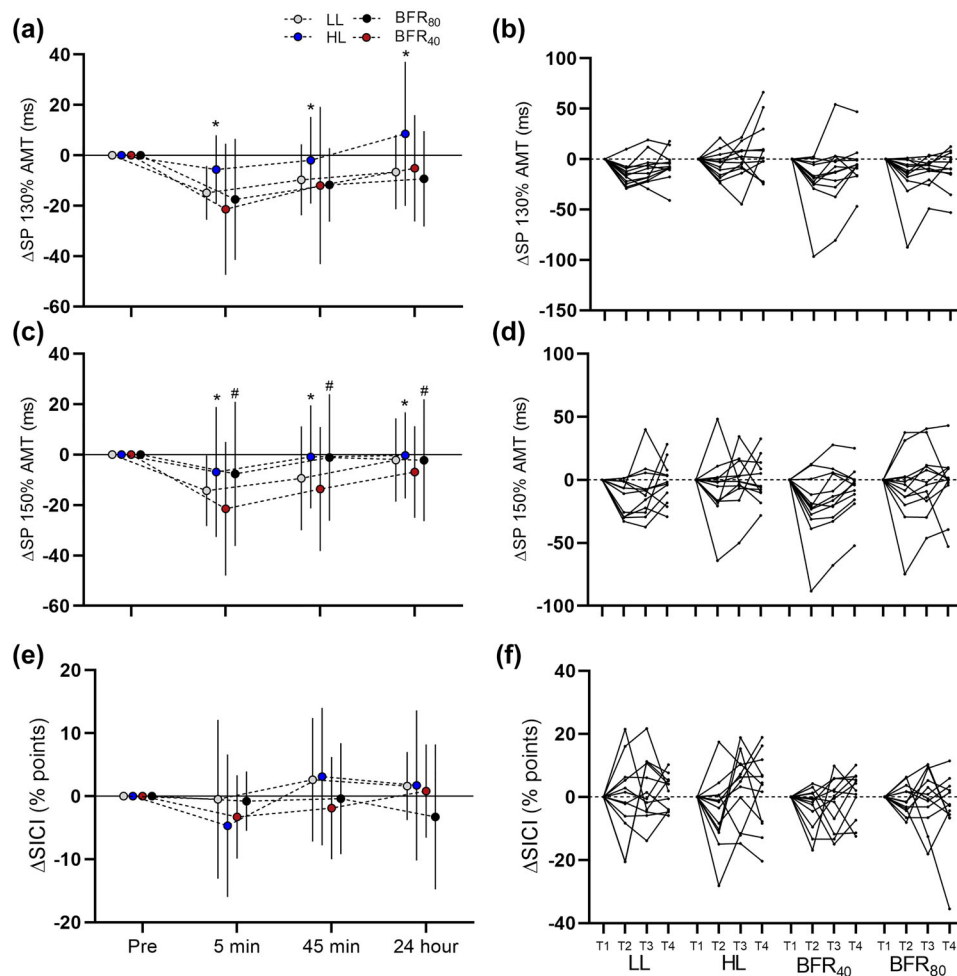 (a)
LL
BFR80
HL
BFR40
ΔSP 130% AMT (ms)
40
20
0
-20
-40
-60
*
*
*
(b)
ΔSP 130% AMT (ms)
100
50
0
-50
-100
-150
(c)
ΔSP 150% AMT (ms)
40
20
0
-20
-40
-60
* #
* #
* #
(d)
ΔSP 150% AMT (ms)
100
50
0
-50
-100
(e)
ΔSICI (% points)
20
10
0
-10
-20
Pre 5 min 45 min 24 hour
(f)
ΔSICI (% points)
40
20
0
-20
-40
T1 T2 T3 T4 T1 T2 T3 T4 T1 T2 T3 T4 T1 T2 T3 T4
LL HL BFR40 BFR80